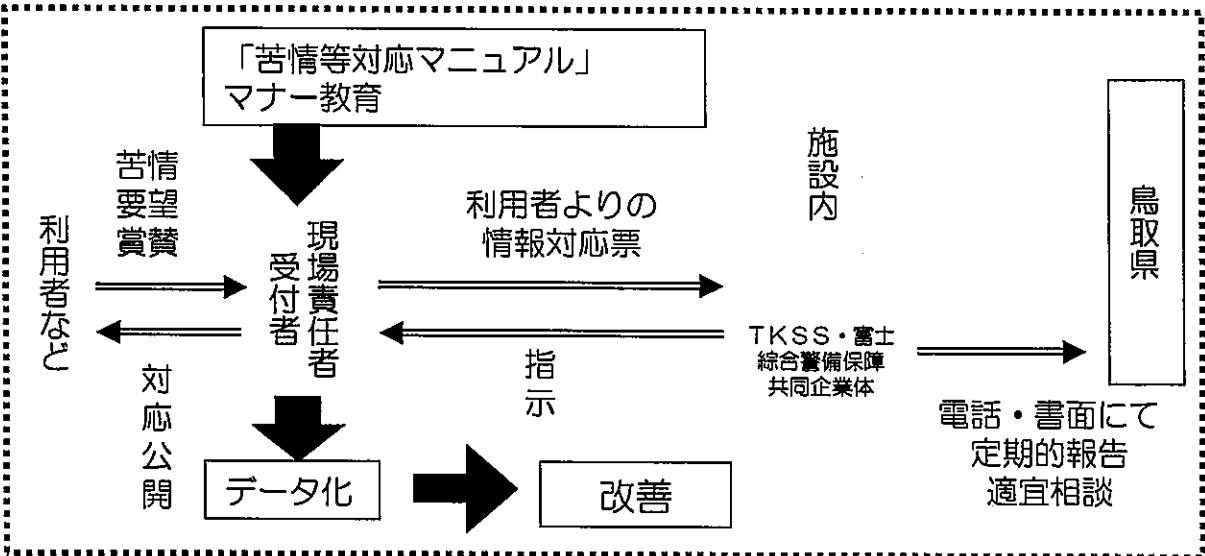 「苦情等対応マニュアル」
マナー教育
苦情
要望
賞賛
利用者など
現場責任者
受付者
利用者よりの
情報対応票
施設内
鳥取県
TKSS・富士
綜合警備保障
共同企業体
指示
対応公開
電話・書面にて
定期的報告
適宜相談
データ化
改善